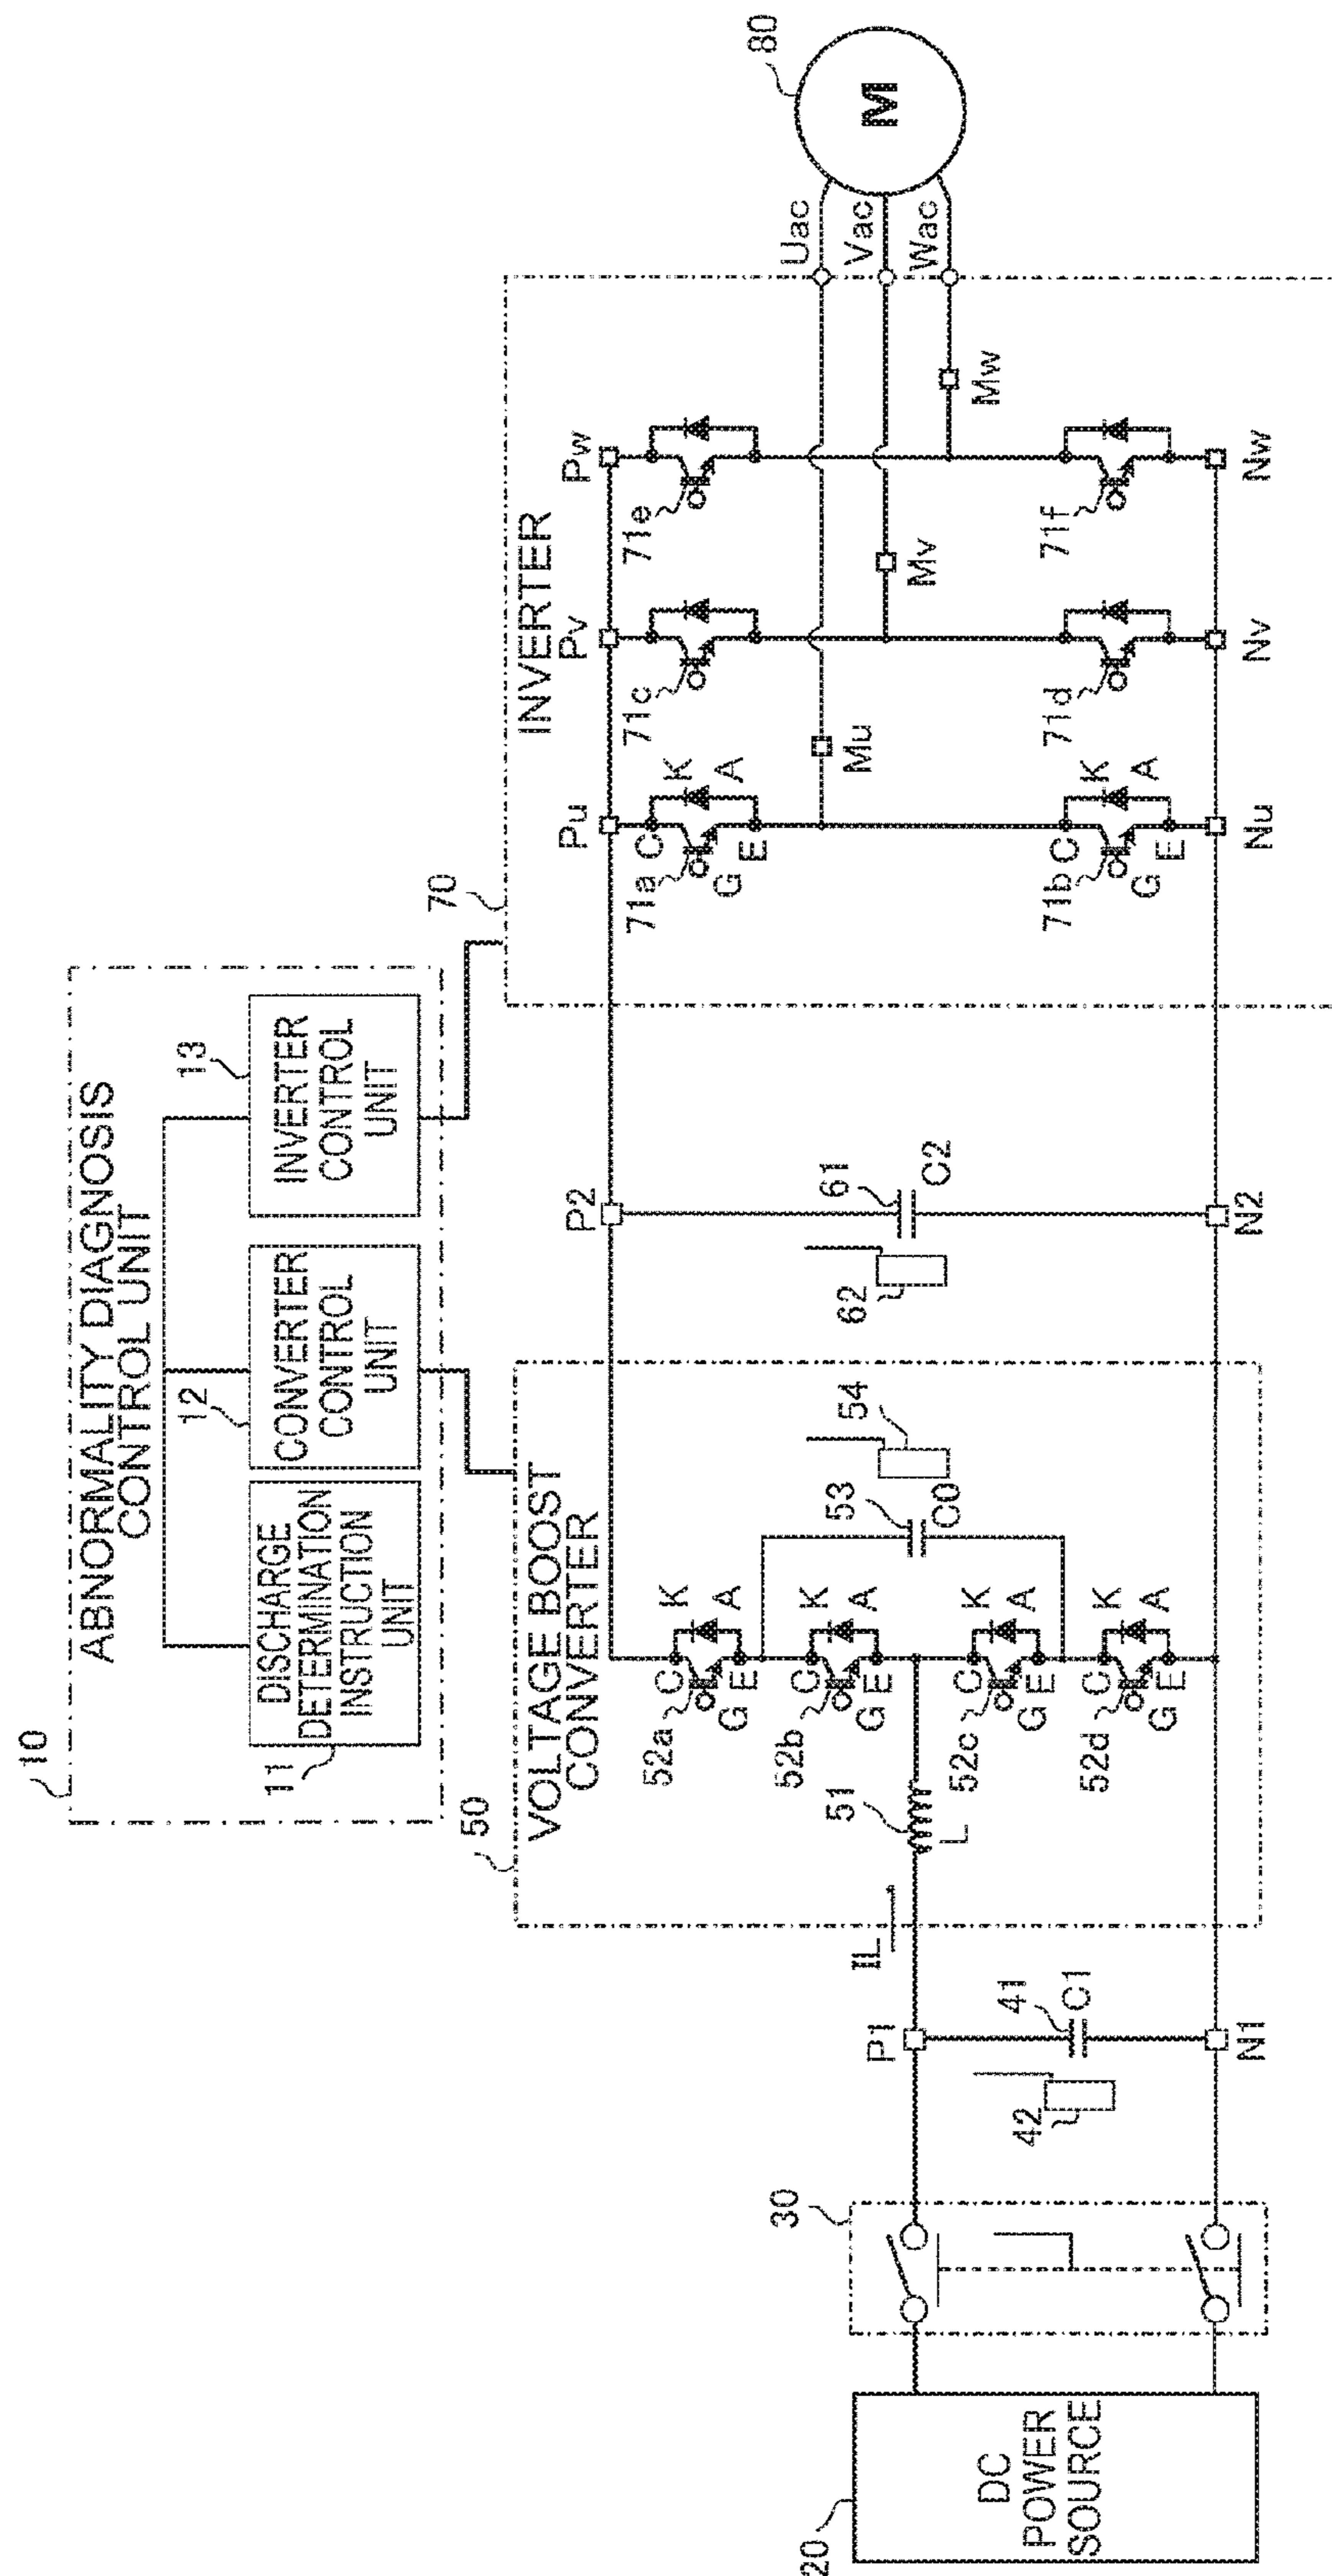 10
ABNORMALITY DIAGNOSIS
CONTROL UNIT
11
DISCHARGE
DETERMINATION
INSTRUCTION
UNIT
12
CONVERTER
CONTROL
UNIT
13
INVERTER
CONTROL
UNIT
50
VOLTAGE BOOST
CONVERTER
70
INVERTER
20
DC
POWER
SOURCE
30
42
P1
41
C1
N1
IL
51
L
52a
C
K
G
E
A
52b
C
K
G
E
A
52c
C
K
G
E
A
52d
C
K
G
E
A
53
C0
54
P2
62
61
C2
N2
Pu
Pv
Pw
71a
C
K
G
E
A
71b
C
K
G
E
A
71c
71d
71e
71f
Mu
Mv
Mw
Nu
Nv
Nw
Uac
Vac
Wac
80
M